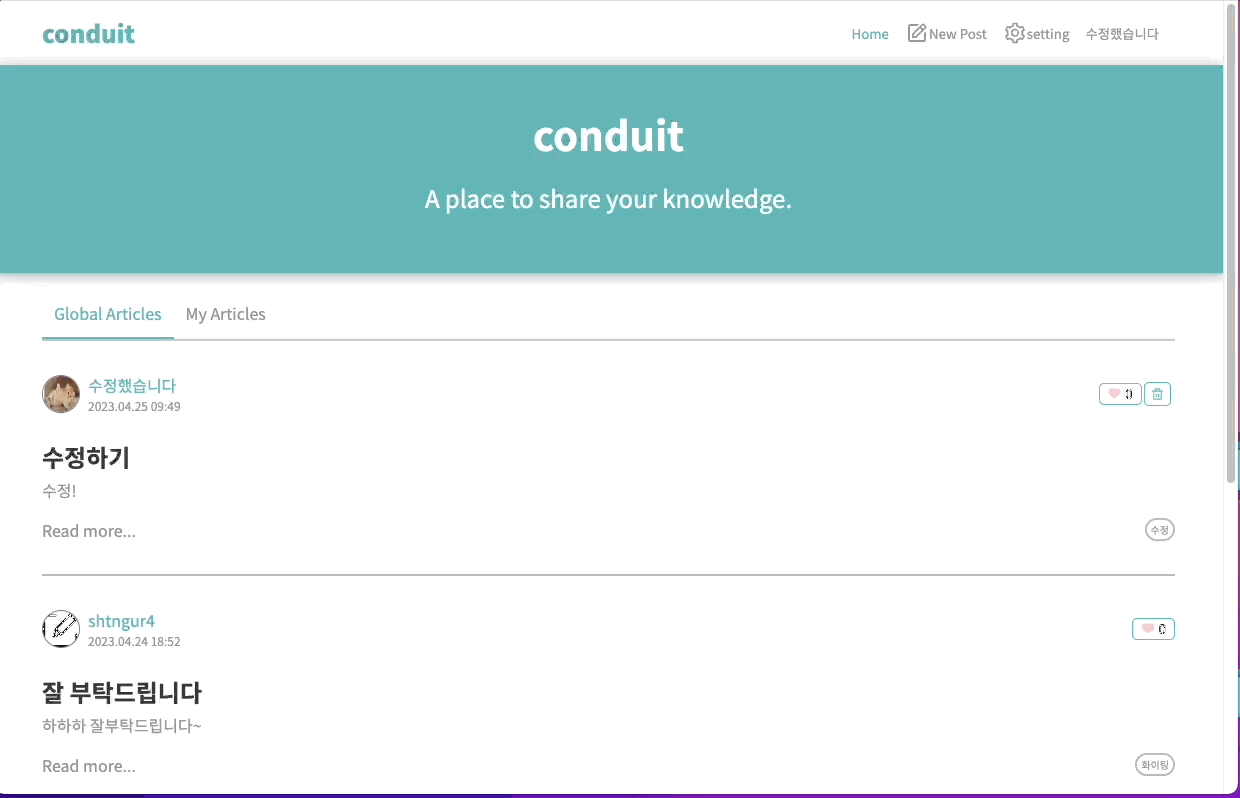 conduit
Home New Post setting 수정했습니다
conduit
A place to share your knowledge.
Global Articles My Articles
수정했습니다
2023.04.25 09:49
0
수정하기
수정!
Read more...
수정
shtngur4
2023.04.24 18:52
0
잘 부탁드립니다
하하하 잘부탁드립니다~
Read more...
화이팅